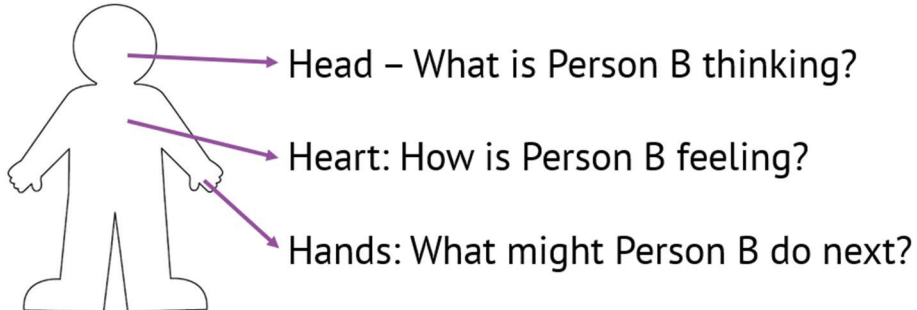 Head – What is Person B thinking?
Heart: How is Person B feeling?
Hands: What might Person B do next?